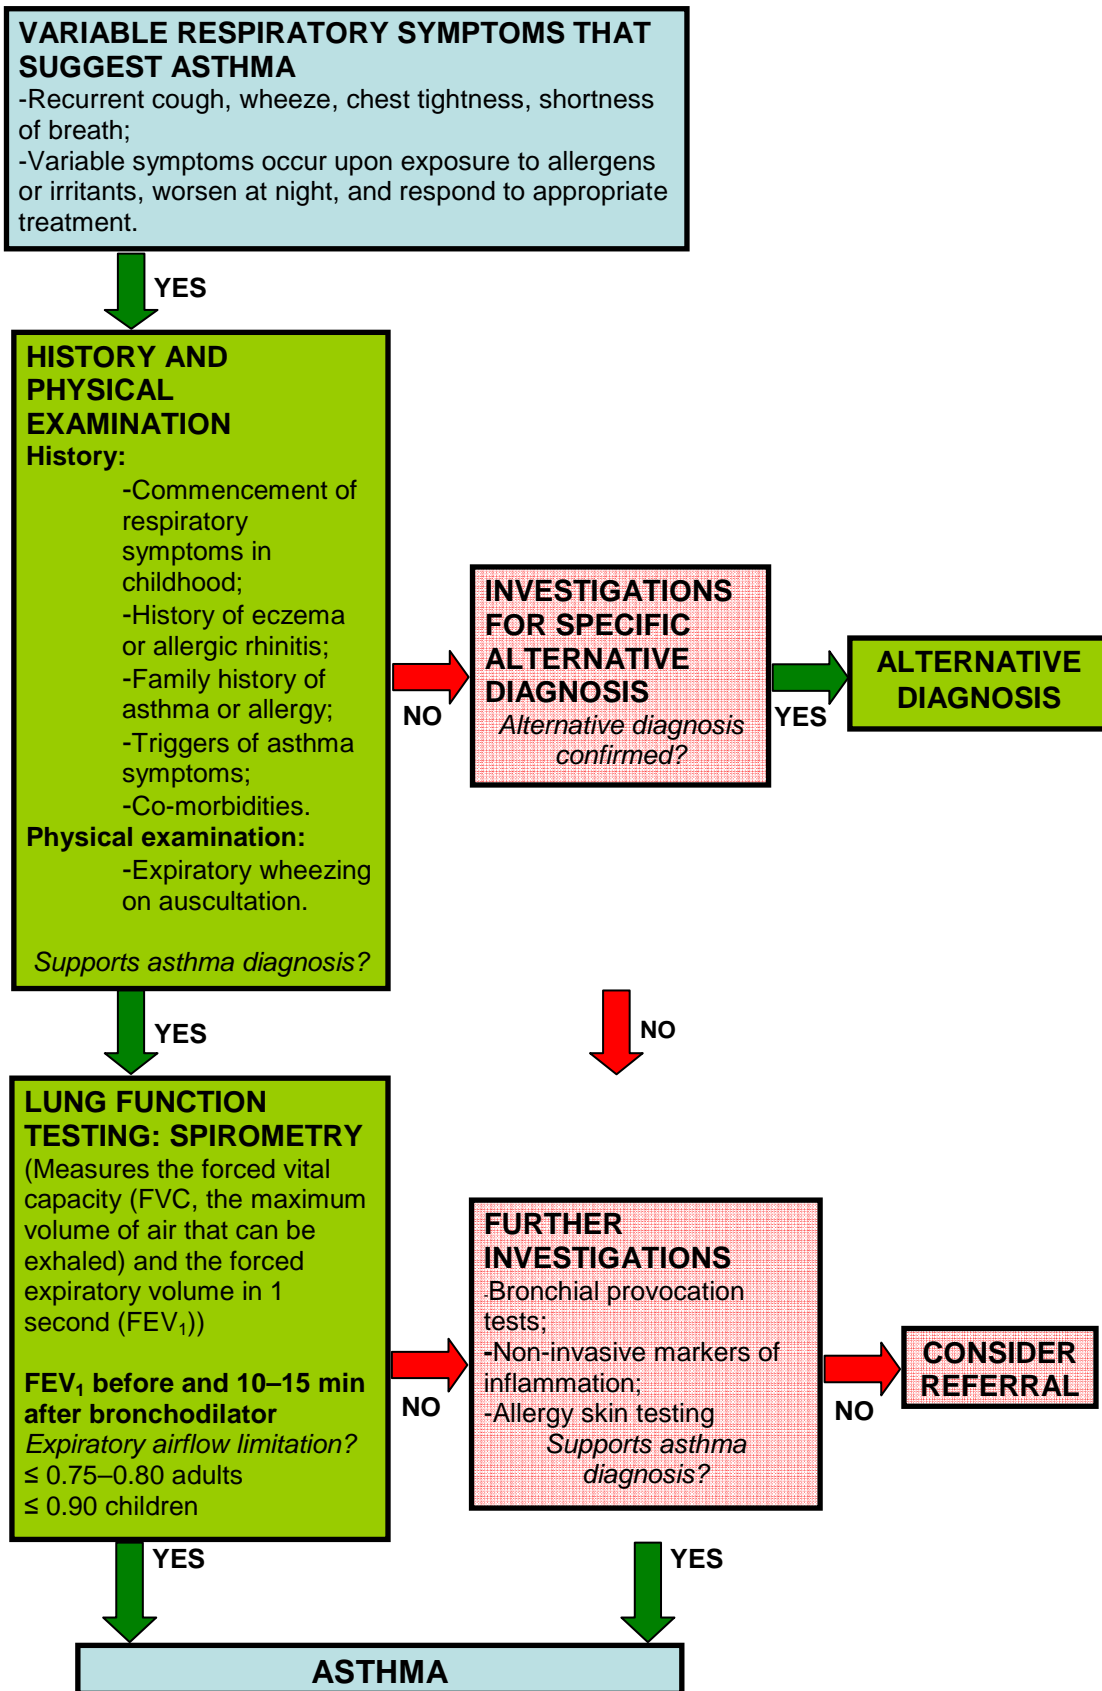 VARIABLE RESPIRATORY SYMPTOMS THAT
SUGGEST ASTHMA
-Recurrent cough, wheeze, chest tightness, shortness
of breath;
-Variable symptoms occur upon exposure to allergens
or irritants, worsen at night, and respond to appropriate
treatment.
YES
HISTORY AND
PHYSICAL
EXAMINATION
History:
-Commencement of
respiratory
symptoms in
childhood;
-History of eczema
or allergic rhinitis;
-Family history of
asthma or allergy;
-Triggers of asthma
symptoms;
-Co-morbidities.
Physical examination:
-Expiratory wheezing
on auscultation.
Supports asthma diagnosis?
NO
INVESTIGATIONS
FOR SPECIFIC
ALTERNATIVE
DIAGNOSIS
Alternative diagnosis
confirmed?
YES
ALTERNATIVE
DIAGNOSIS
YES
NO
LUNG FUNCTION
TESTING: SPIROMETRY
(Measures the forced vital
capacity (FVC, the maximum
volume of air that can be
exhaled) and the forced
expiratory volume in 1
second (FEV₁))
FEV₁ before and 10–15 min
after bronchodilator
Expiratory airflow limitation?
≤ 0.75–0.80 adults
≤ 0.90 children
NO
FURTHER
INVESTIGATIONS
-Bronchial provocation
tests;
-Non-invasive markers of
inflammation;
-Allergy skin testing
Supports asthma
diagnosis?
NO
CONSIDER
REFERRAL
YES
YES
ASTHMA